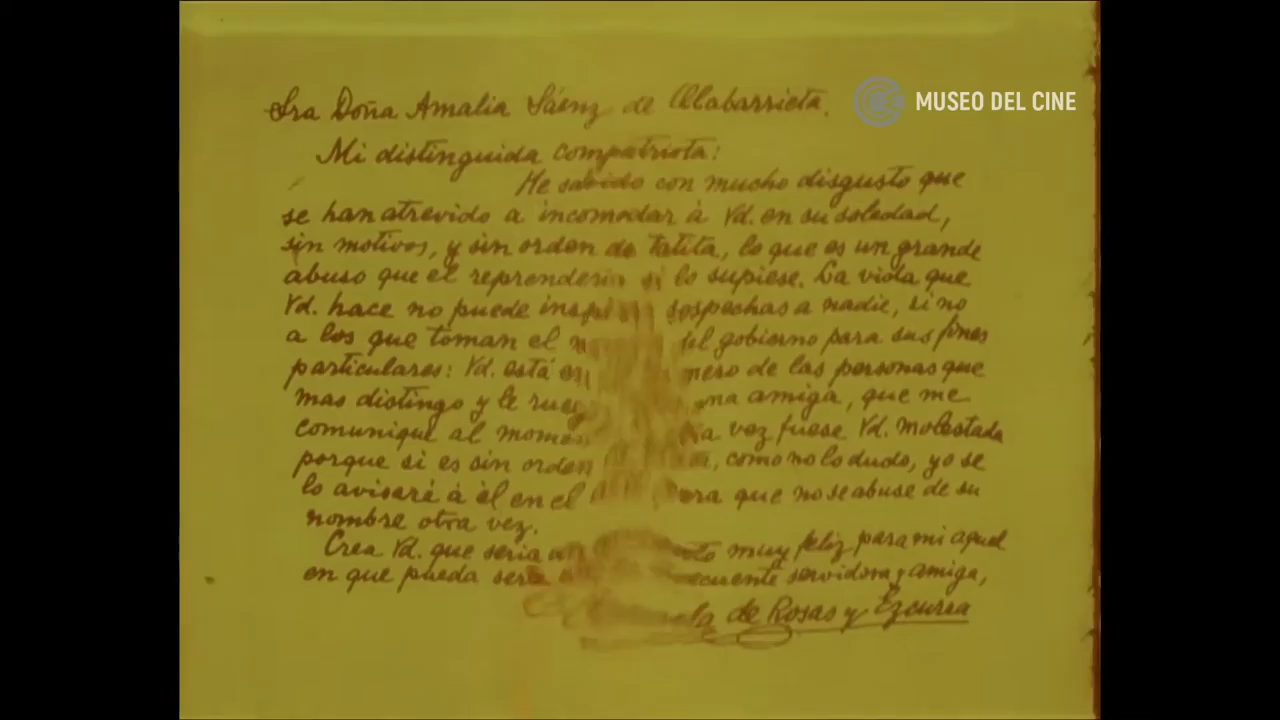 Sra Doña Amalia Sáenz de Olabarrieta.
MUSEO DEL CINE
Mi distinguida compatriota:
He sabido con mucho disgusto que
se han atrevido a incomodar à Vd. en su soledad,
sin motivos, y sin orden de tatita, lo que es un grande
abuso que el reprenderia si lo supiese. La vida que
Vd. hace no puede sospechas a nadie, si no
a los que toman el gobierno para sus fines
particulares: Vd. está de las personas que
mas distingo y le amiga, que me
comunique al vez fuese Vd. molestada
porque si es sin orden como no lo dudo, yo se
lo avisaré à èl en el que no se abuse de su
nombre otra vez.
Crea Vd. que seria muy feliz para mi aquel
en que pueda servidora y amiga,
de Rosas y Ezcurra